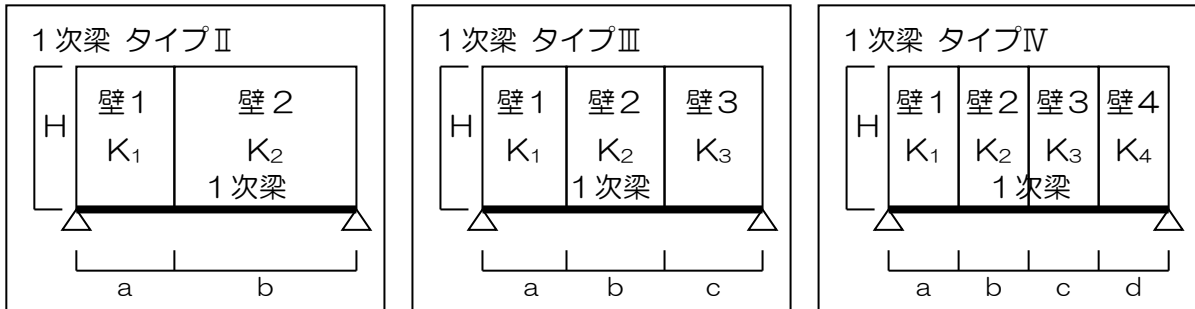 １次梁 タイプⅡ
H
壁１ 壁２
K₁ K₂
１次梁
a b
１次梁 タイプⅢ
H
壁１ 壁２ 壁３
K₁ K₂ K₃
１次梁
a b c
１次梁 タイプⅣ
H
壁１ 壁２ 壁３ 壁４
K₁ K₂ K₃ K₄
１次梁
a b c d